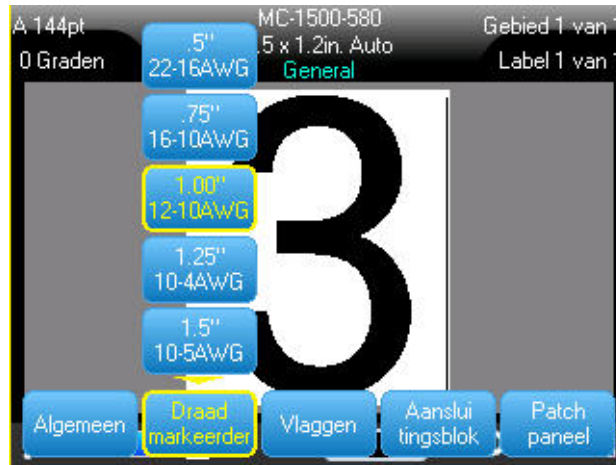 A 144pt
MC-1500-580
Gebied 1 van
0 Graden
.5 x 1.2in. Auto
Label 1 van
General
.5"
22-16AWG
.75"
16-10AWG
1.00"
12-10AWG
1.25"
10-4AWG
1.5"
10-5AWG
3
Algemeen
Draad
markeerder
Vlaggen
Aanslui
tingsblok
Patch
paneel